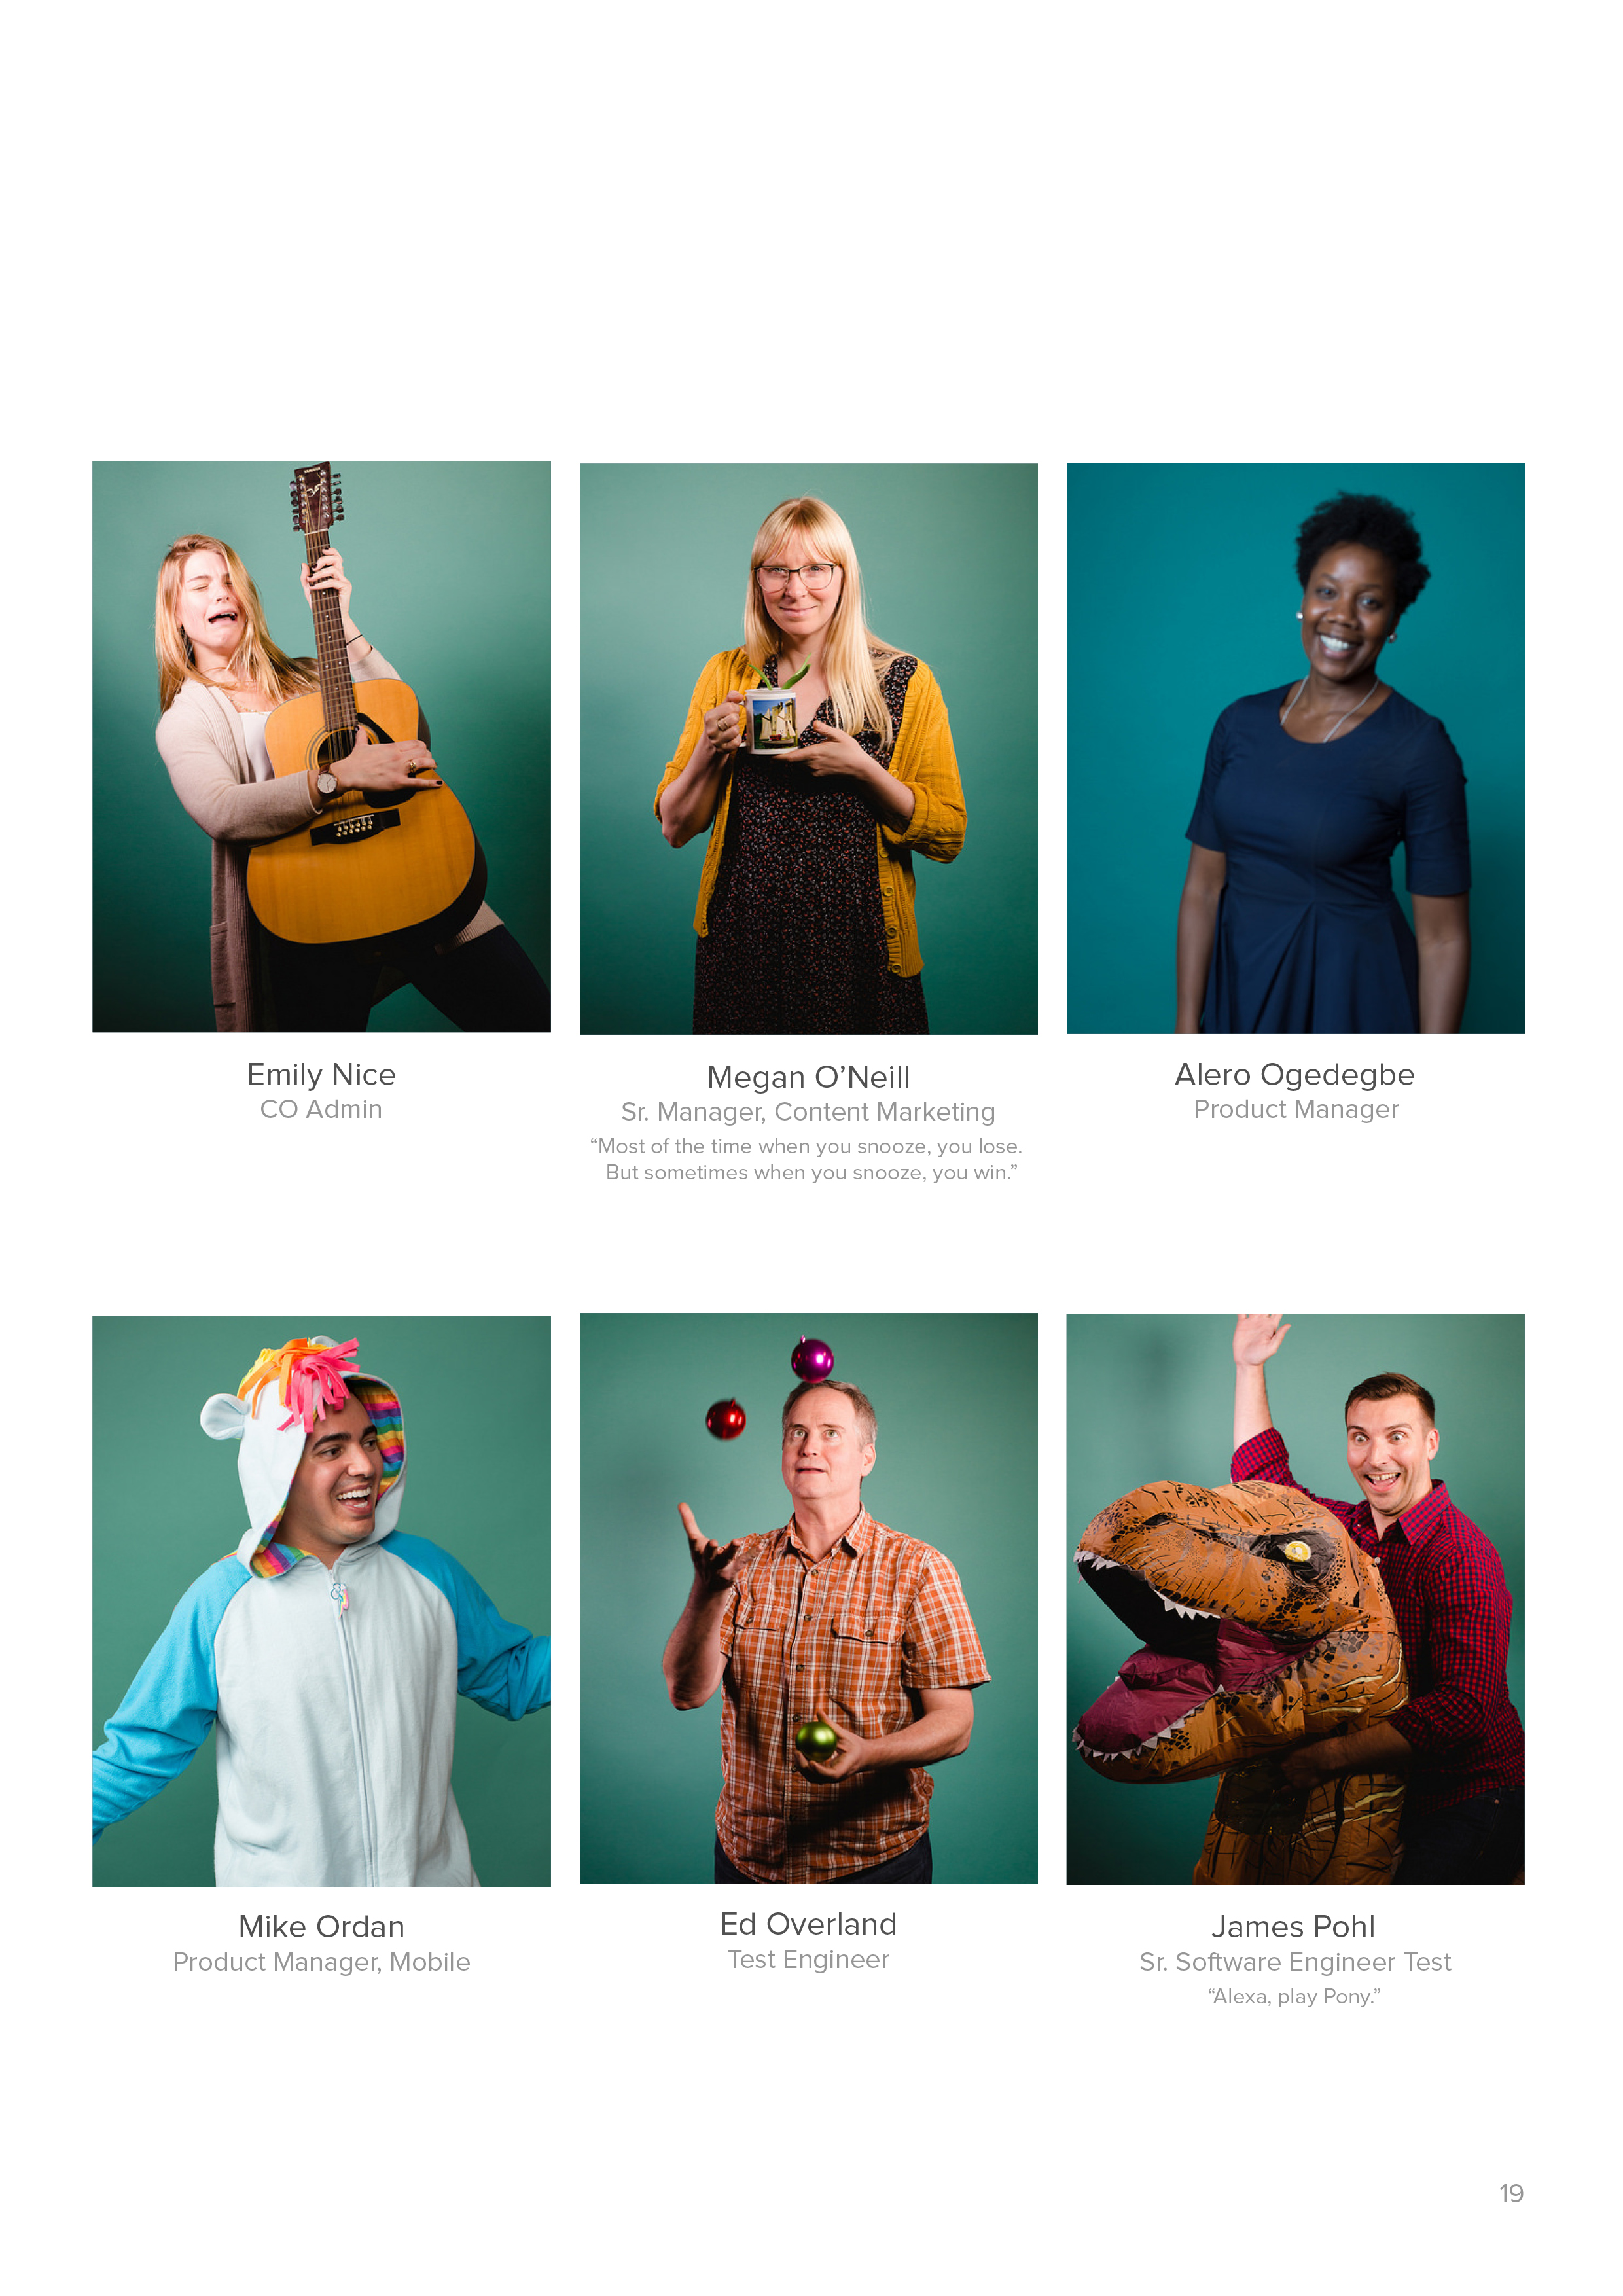 Emily Nice
CO Admin
Megan O’Neill
Sr. Manager, Content Marketing
“Most of the time when you snooze, you lose.
But sometimes when you snooze, you win.”
Alero Ogedegbe
Product Manager
Mike Ordan
Product Manager, Mobile
Ed Overland
Test Engineer
James Pohl
Sr. Software Engineer Test
“Alexa, play Pony.”
19